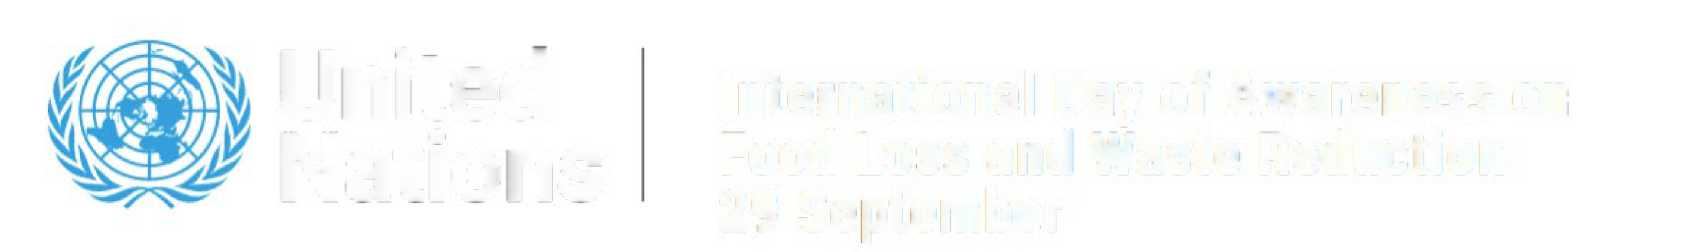 United
Nations
International Day of Awareness on
Food Loss and Waste Reduction
29 September